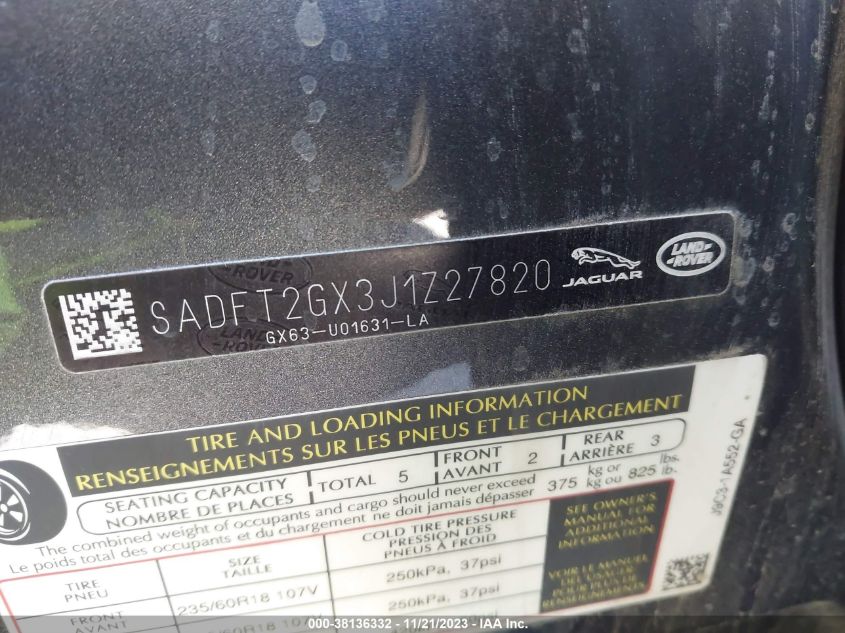 SADFT2GX3J1Z27820
GX63-U01631-LA
JAGUAR
LAND-
-ROVER
TIRE AND LOADING INFORMATION
RENSEIGNEMENTS SUR LES PNEUS ET LE CHARGEMENT
SEATING CAPACITY
NOMBRE DE PLACES
TOTAL 5
FRONT
AVANT 2
REAR
ARRIÈRE 3
The combined weight of occupants and cargo should never exceed
Le poids total des occupants et du chargement ne doit jamais dépasser
375 kg or
kg ou 825 lbs.
lb.
TIRE
PNEU
SIZE
TAILLE
COLD TIRE PRESSURE
PRESSION DES
PNEUS À FROID
235/60R18 107V
250kPa, 37psi
FRONT
AVANT
250kPa, 37psi
SEE OWNER'S
MANUAL FOR
ADDITIONAL
INFORMATION
VOIR LE MANUEL
DE L'USAGER
POUR PLUS DE
RENSEIGNEMENTS
J9C3-1A552-GA
000-38136332 --- 11/21/2023 --- IAA Inc.